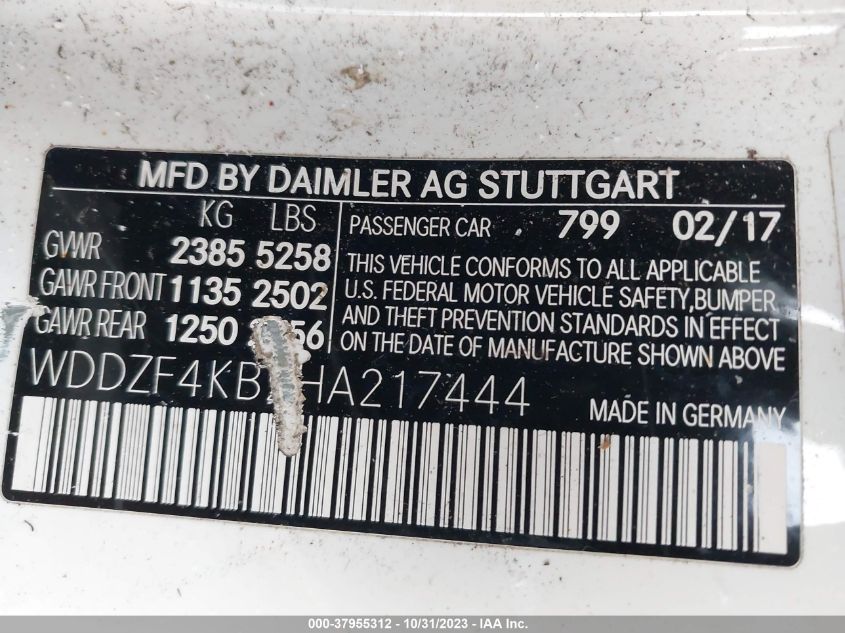 MFD BY DAIMLER AG STUTTGART
KG LBS
GVWR 2385 5258
GAWR FRONT 1135 2502
GAWR REAR 1250
PASSENGER CAR 799 02/17
THIS VEHICLE CONFORMS TO ALL APPLICABLE
U.S. FEDERAL MOTOR VEHICLE SAFETY,BUMPER
AND THEFT PREVENTION STANDARDS IN EFFECT
ON THE DATE OF MANUFACTURE SHOWN ABOVE
WDDZF4KB HA217444
MADE IN GERMANY
000-37955312 - 10/31/2023 - IAA Inc.